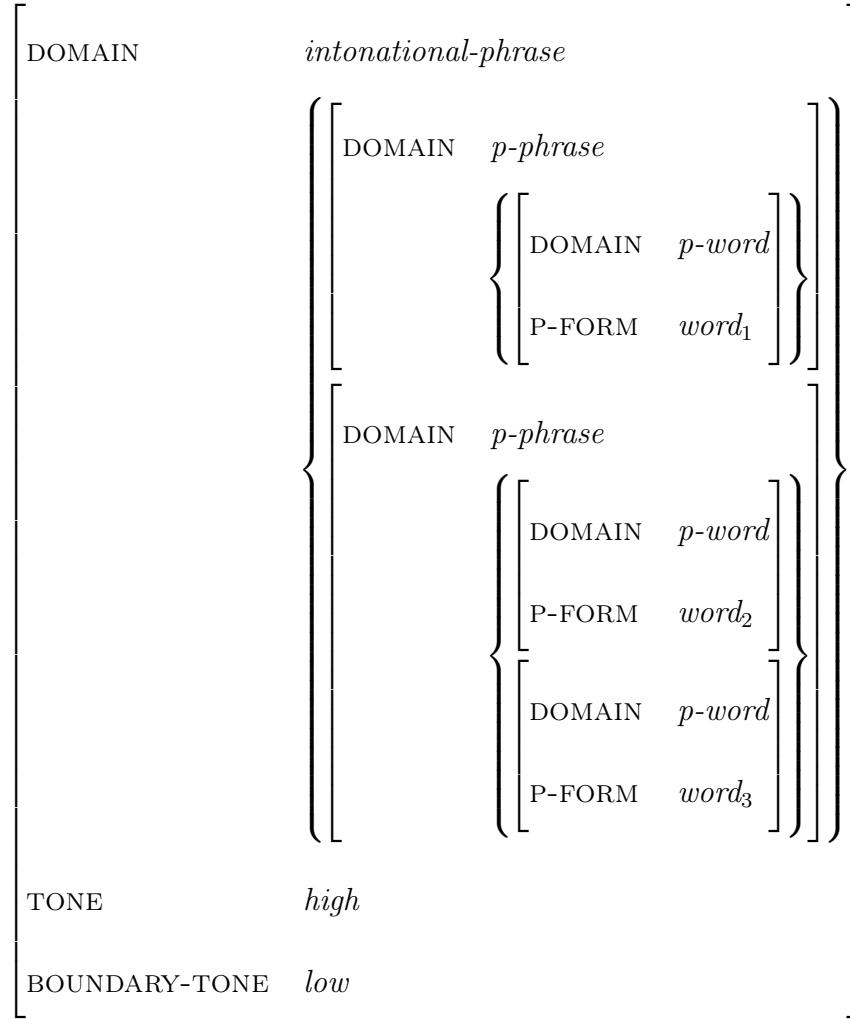 DOMAIN intonational-phrase
DOMAIN p-phrase
DOMAIN p-word
P-FORM word₁
DOMAIN p-phrase
DOMAIN p-word
P-FORM word₂
DOMAIN p-word
P-FORM word₃
TONE high
BOUNDARY-TONE low